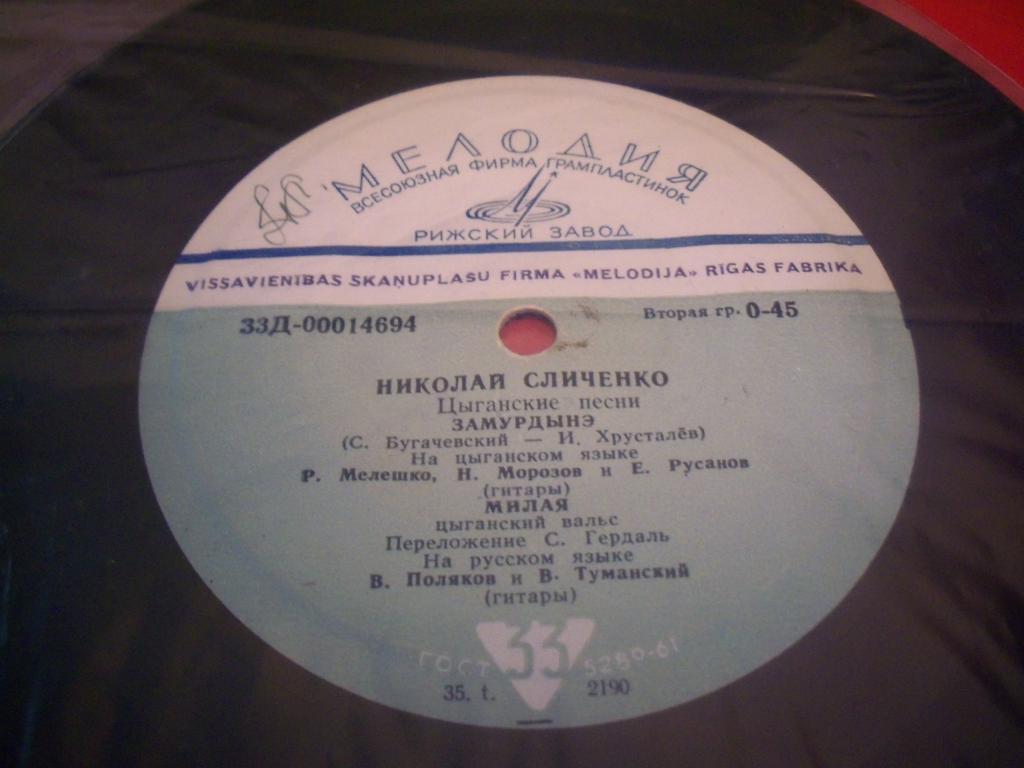 МЕЛОДИЯ
ВСЕСОЮЗНАЯ ФИРМА ГРАМПЛАСТИНОК
РИЖСКИЙ ЗАВОД
VISSAVIENĪBAS SKAŅUPLAŠU FIRMA «MELODIJA» RĪGAS FABRIKA
33Д-00014694
Вторая гр. 0-45
НИКОЛАЙ СЛИЧЕНКО
Цыганские песни
ЗАМУРДЫНЭ
(С. Бугачевский — И. Хрусталёв)
На цыганском языке
Р. Мелешко, Н. Морозов и Е. Русанов
(гитары)
МИЛАЯ
цыганский вальс
Переложение С. Гердаль
На русском языке
В. Поляков и В. Туманский
(гитары)
ГОСТ 33 5289-61
35. t. 2190